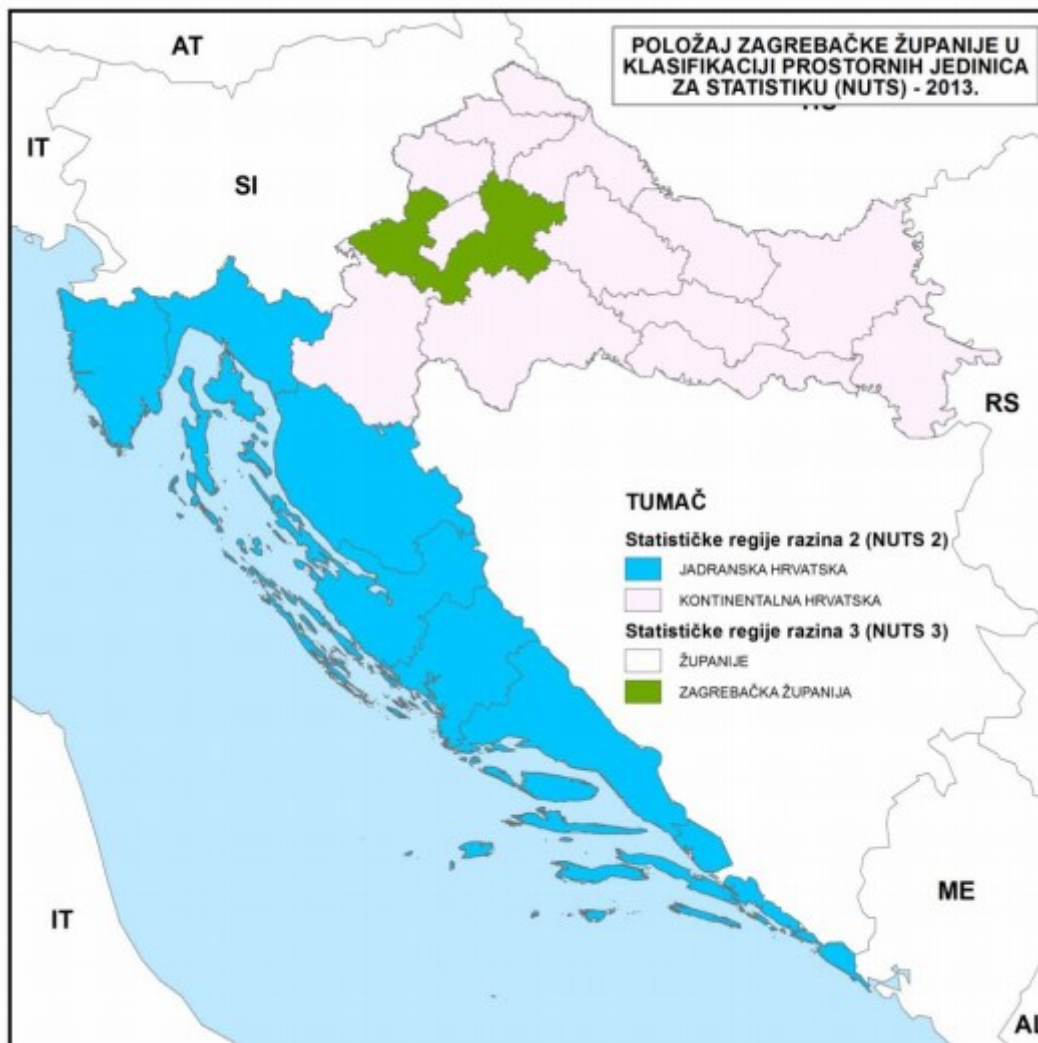 POLOŽAJ ZAGREBAČKE ŽUPANIJE U
KLASIFIKACIJI PROSTORNIH JEDINICA
ZA STATISTIKU (NUTS) - 2013.
AT
IT
SI
RS
TUMAČ
Statističke regije razina 2 (NUTS 2)
JADRANSKA HRVATSKA
KONTINENTALNA HRVATSKA
Statističke regije razina 3 (NUTS 3)
ŽUPANIJE
ZAGREBAČKA ŽUPANIJA
ME
IT
AL